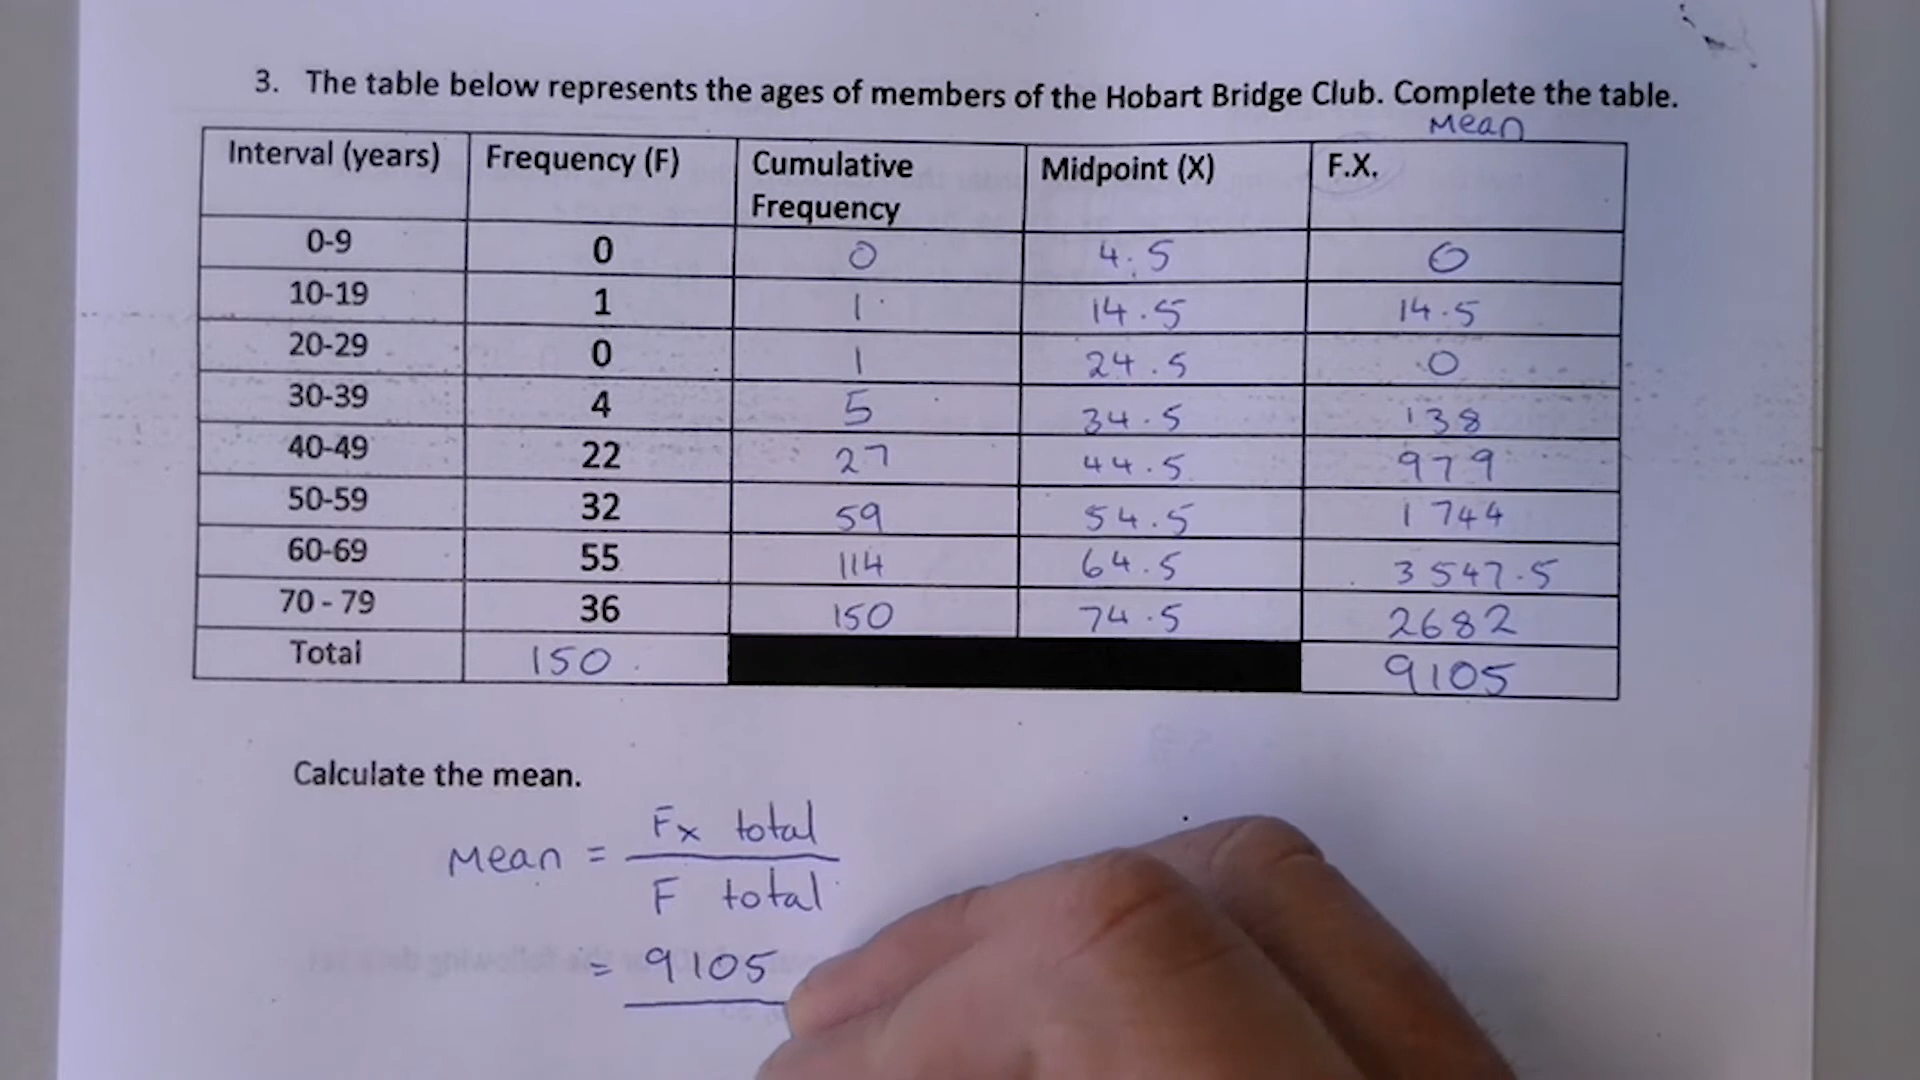 3. The table below represents the ages of members of the Hobart Bridge Club. Complete the table.
Mean
Interval (years) Frequency (F) Cumulative Frequency Midpoint (X) F.X.
0-9 0 0 4.5 0
10-19 1 1 14.5 14.5
20-29 0 1 24.5 0
30-39 4 5 34.5 138
40-49 22 27 44.5 979
50-59 32 59 54.5 1744
60-69 55 114 64.5 3547.5
70 - 79 36 150 74.5 2682
Total 150 9105
Calculate the mean.
Mean = Fx total
F total
= 9105